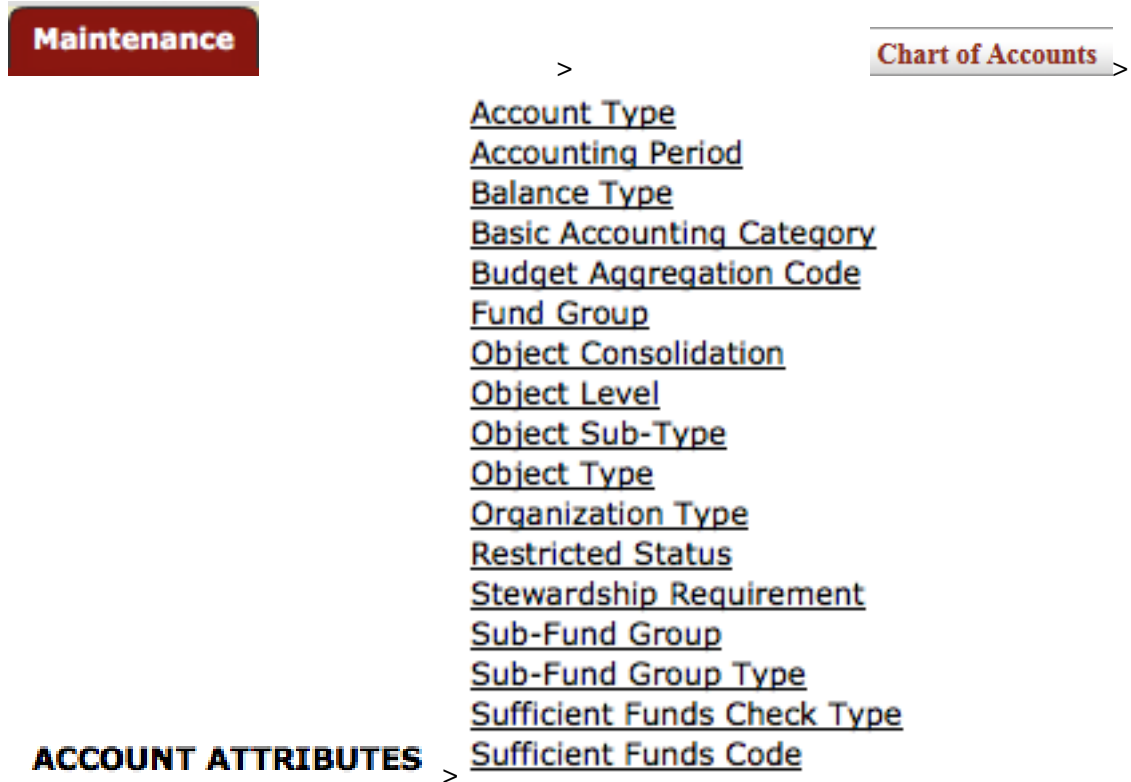 Maintenance > Chart of Accounts >
Account Type
Accounting Period
Balance Type
Basic Accounting Category
Budget Aggregation Code
Fund Group
Object Consolidation
Object Level
Object Sub-Type
Object Type
Organization Type
Restricted Status
Stewardship Requirement
Sub-Fund Group
Sub-Fund Group Type
Sufficient Funds Check Type
ACCOUNT ATTRIBUTES > Sufficient Funds Code